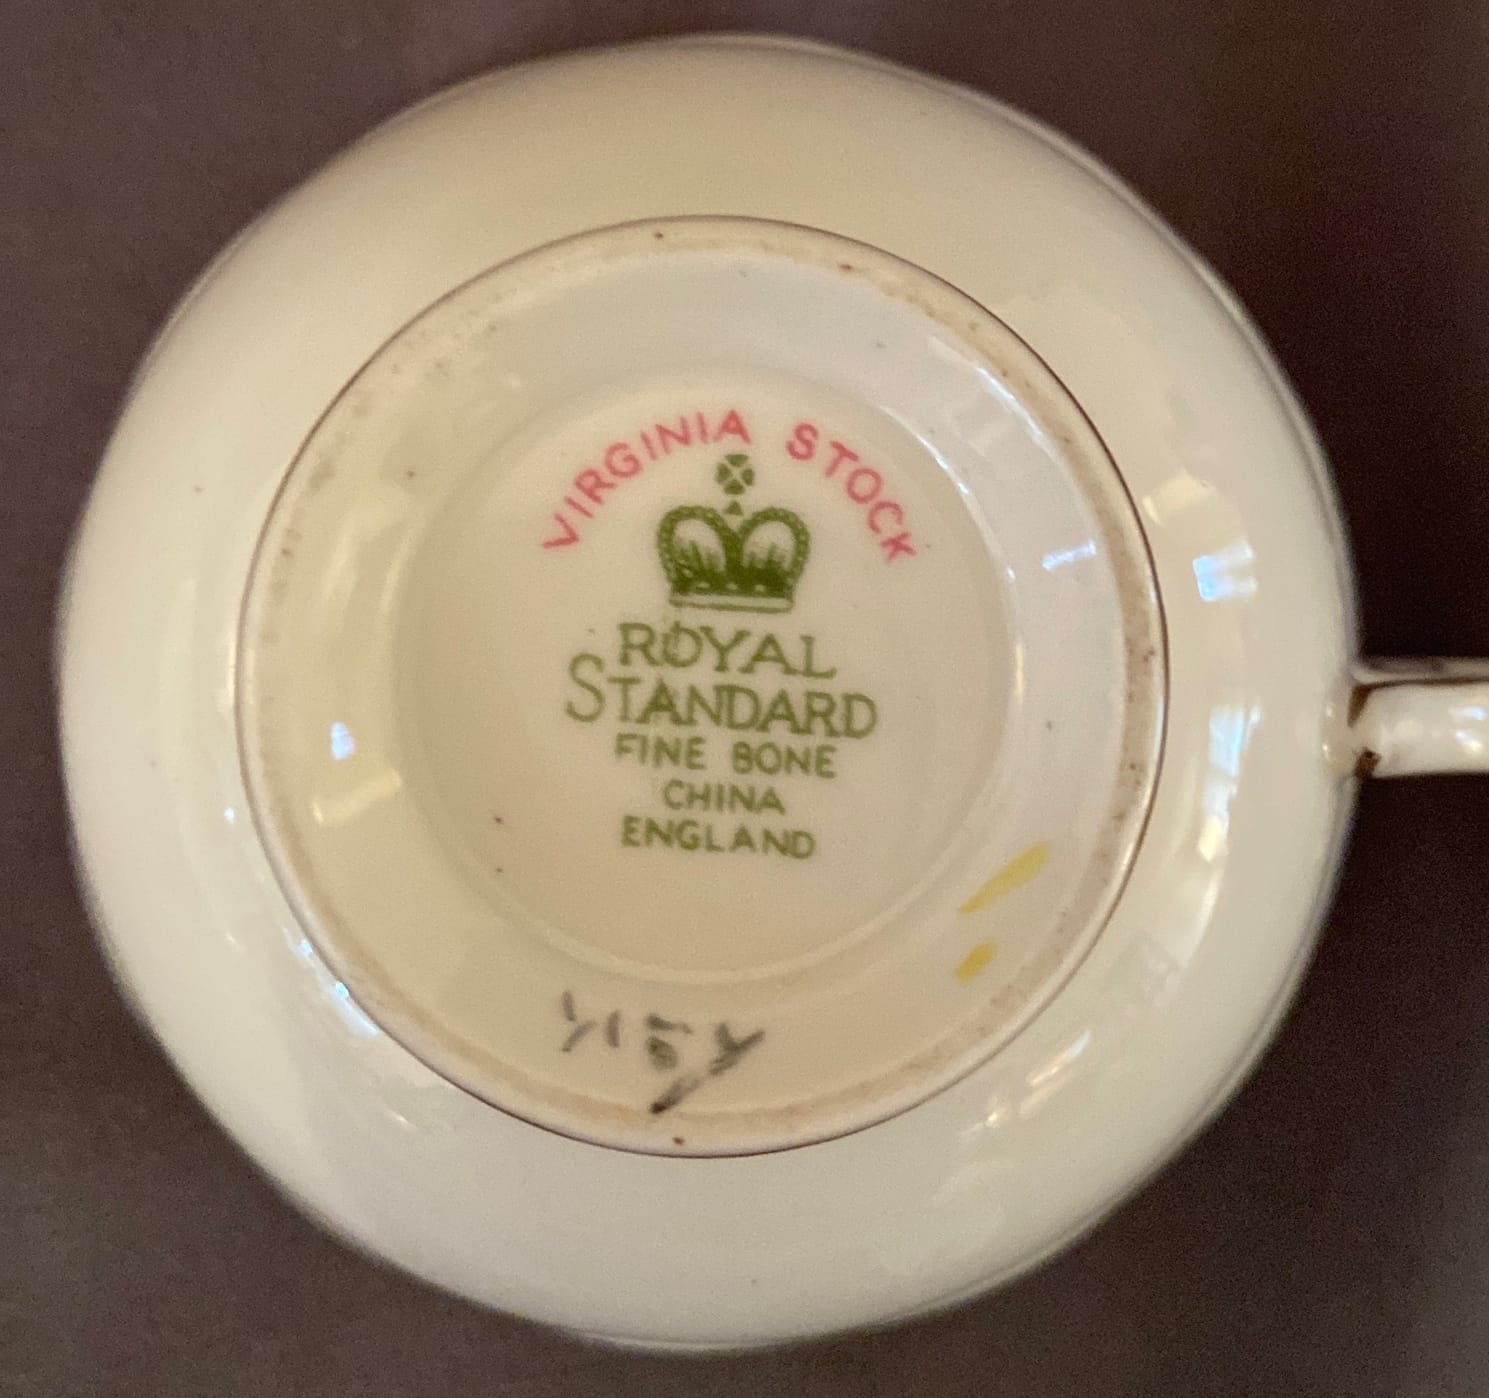 VIRGINIA STOCK
ROYAL
STANDARD
FINE BONE
CHINA
ENGLAND